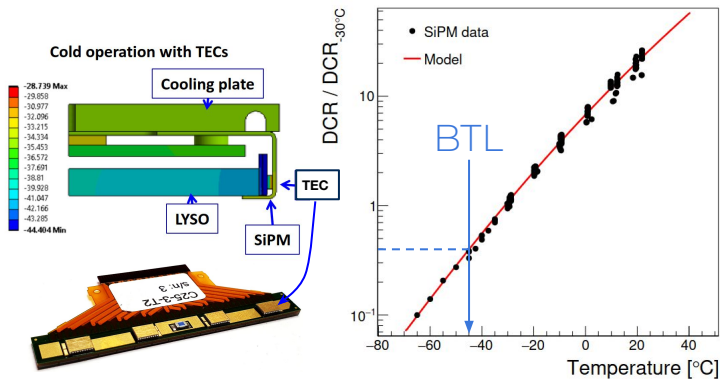 Cold operation with TECs
-28.739 Max
-29.858
-30.977
-32.096
-33.215
-34.334
-35.453
-36.572
-37.691
-38.81
-39.928
-41.047
-42.166
-43.285
-44.404 Min
Cooling plate
TEC
LYSO
SiPM
C25-3-T2
s/n: 3
DCR / DCR-30°C
SiPM data
Model
BTL
10
1
10⁻¹
−80 −60 −40 −20 0 20 40 60
Temperature [°C]